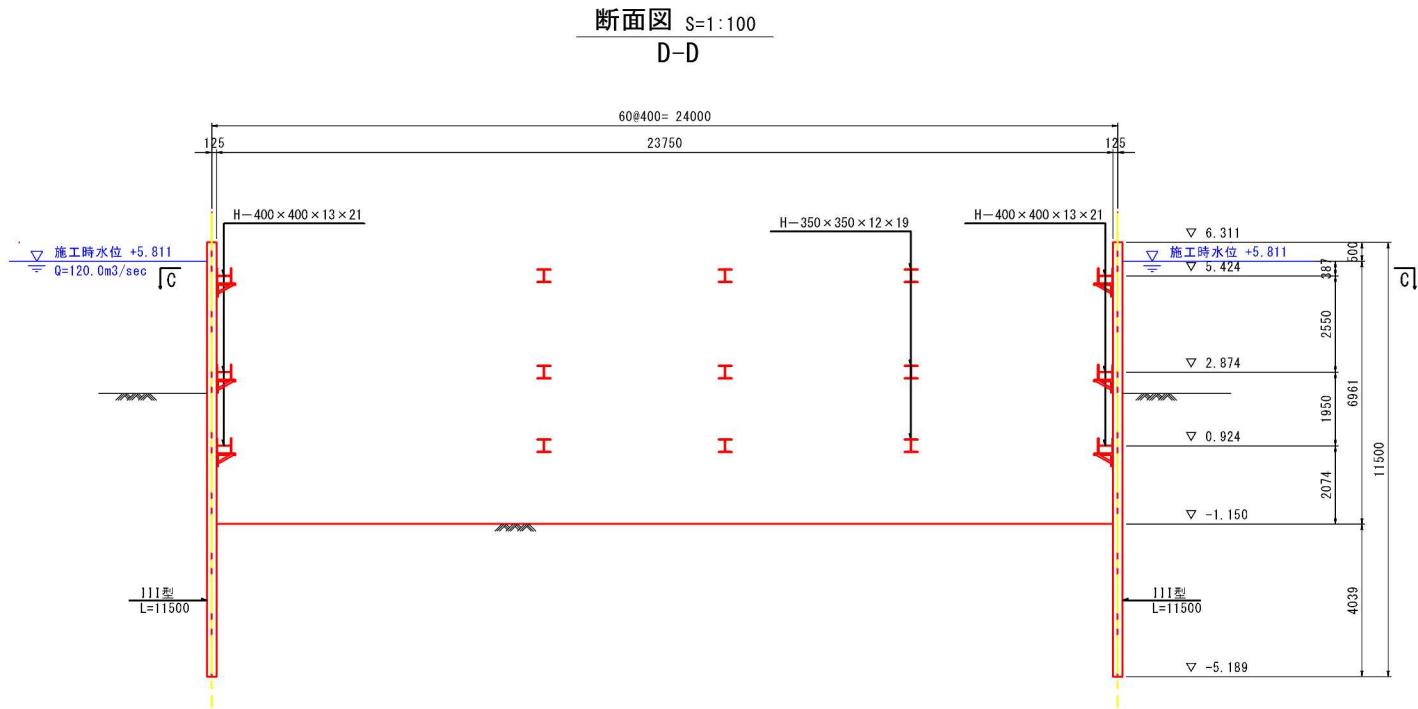 断面図 S=1:100
D-D
60@400= 24000
125
23750
125
H-400×400×13×21
H-350×350×12×19
H-400×400×13×21
▽ 6.311
▽ 施工時水位 +5.811
Q=120.0m3/sec
C
▽ 施工時水位 +5.811
▽ 5.424
C
500
387
2550
▽ 2.874
1950
6961
▽ 0.924
11500
2074
▽ -1.150
III型
L=11500
III型
L=11500
4039
▽ -5.189